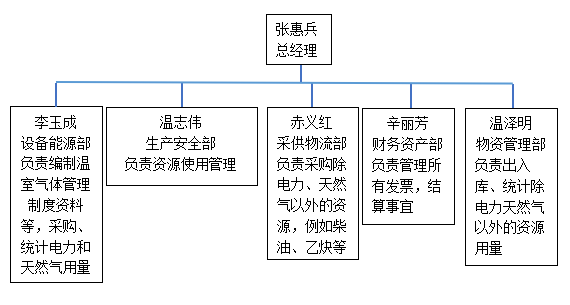 张惠兵
总经理
李玉成
设备能源部
负责编制温
室气体管理
制度资料
等，采购、
统计电力和
天然气用量
温志伟
生产安全部
负责资源使用管理
赤义红
采供物流部
负责采购除
电力、天然
气以外的资
源，例如柴
油、乙炔等
辛丽芳
财务资产部
负责管理所
有发票，结
算事宜
温泽明
物资管理部
负责出入
库、统计除
电力天然气
以外的资源
用量